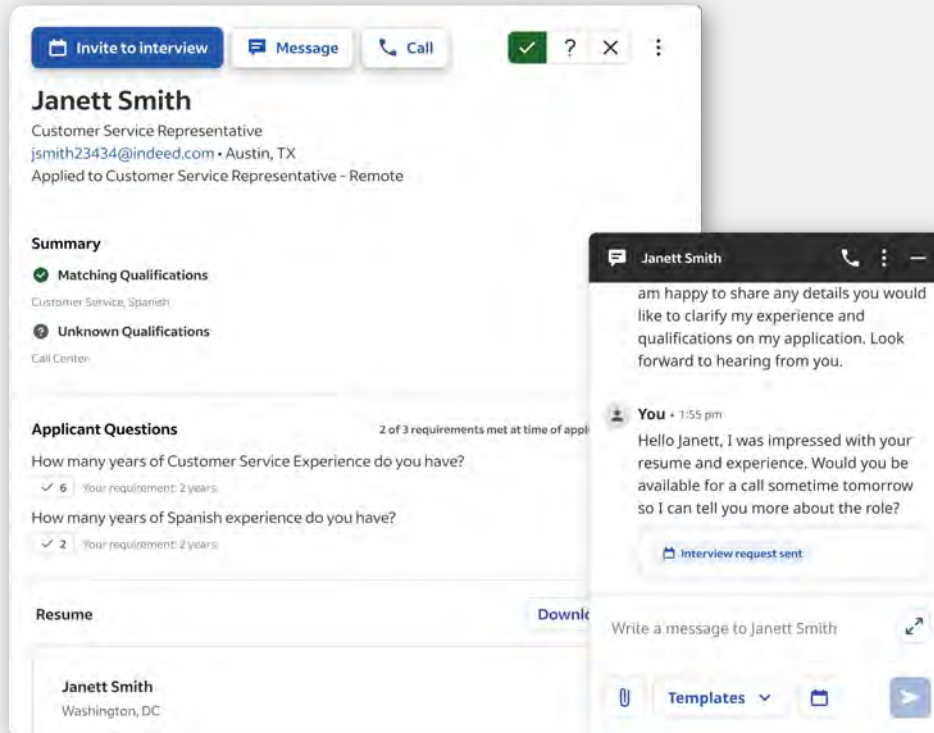 Invite to interview
Message
Call
?
Janett Smith
Customer Service Representative
jsmith23434@indeed.com • Austin, TX
Applied to Customer Service Representative - Remote
Summary
Matching Qualifications
Customer Service, Spanish
? Unknown Qualifications
Call Center
Applicant Questions
2 of 3 requirements met at time of appl
How many years of Customer Service Experience do you have?
6 Your requirement: 2 years
How many years of Spanish experience do you have?
2 Your requirement: 2 years
Resume
Downlo
Janett Smith
Washington, DC
Janett Smith
am happy to share any details you would
like to clarify my experience and
qualifications on my application. Look
forward to hearing from you.
You • 1:55 pm
Hello Janett, I was impressed with your
resume and experience. Would you be
available for a call sometime tomorrow
so I can tell you more about the role?
Interview request sent
Write a message to Janett Smith
Templates